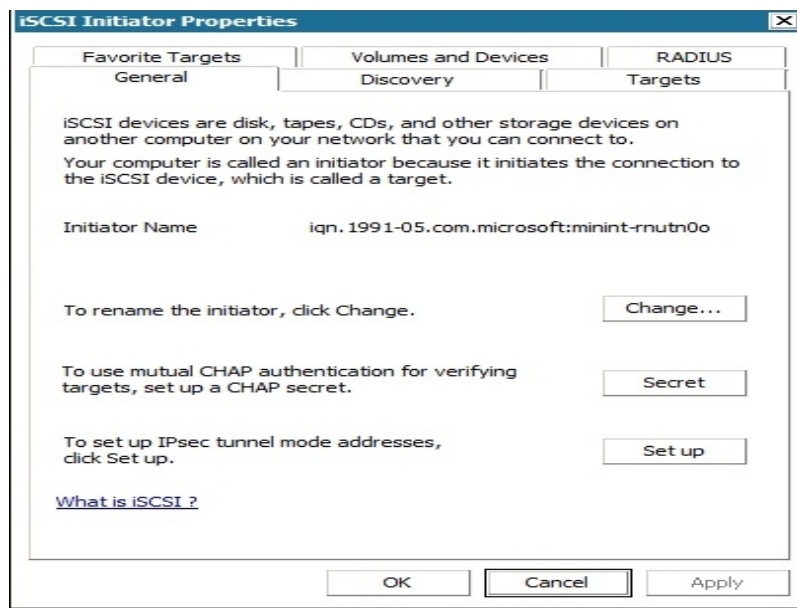 iSCSI Initiator Properties
Favorite Targets
Volumes and Devices
RADIUS
General
Discovery
Targets
iSCSI devices are disk, tapes, CDs, and other storage devices on
another computer on your network that you can connect to.
Your computer is called an initiator because it initiates the connection to
the iSCSI device, which is called a target.
Initiator Name iqn.1991-05.com.microsoft:minint-rnutn0o
To rename the initiator, click Change.
Change...
To use mutual CHAP authentication for verifying
targets, set up a CHAP secret.
Secret
To set up IPsec tunnel mode addresses,
click Set up.
Set up
What is iSCSI ?
OK
Cancel
Apply